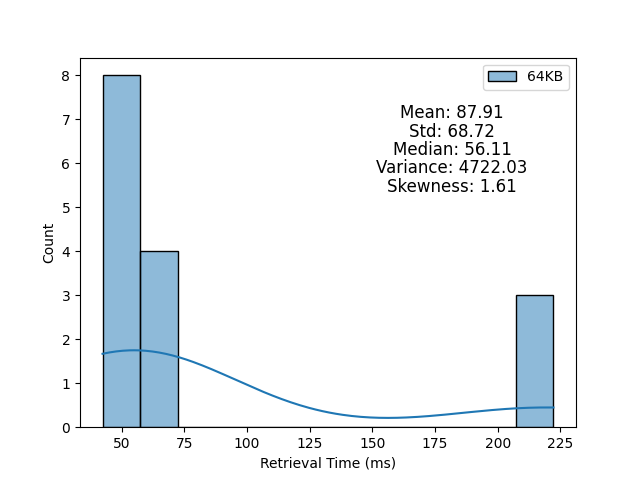 64KB
Mean: 87.91
Std: 68.72
Median: 56.11
Variance: 4722.03
Skewness: 1.61
Count
8
7
6
5
4
3
2
1
0
50 75 100 125 150 175 200 225
Retrieval Time (ms)